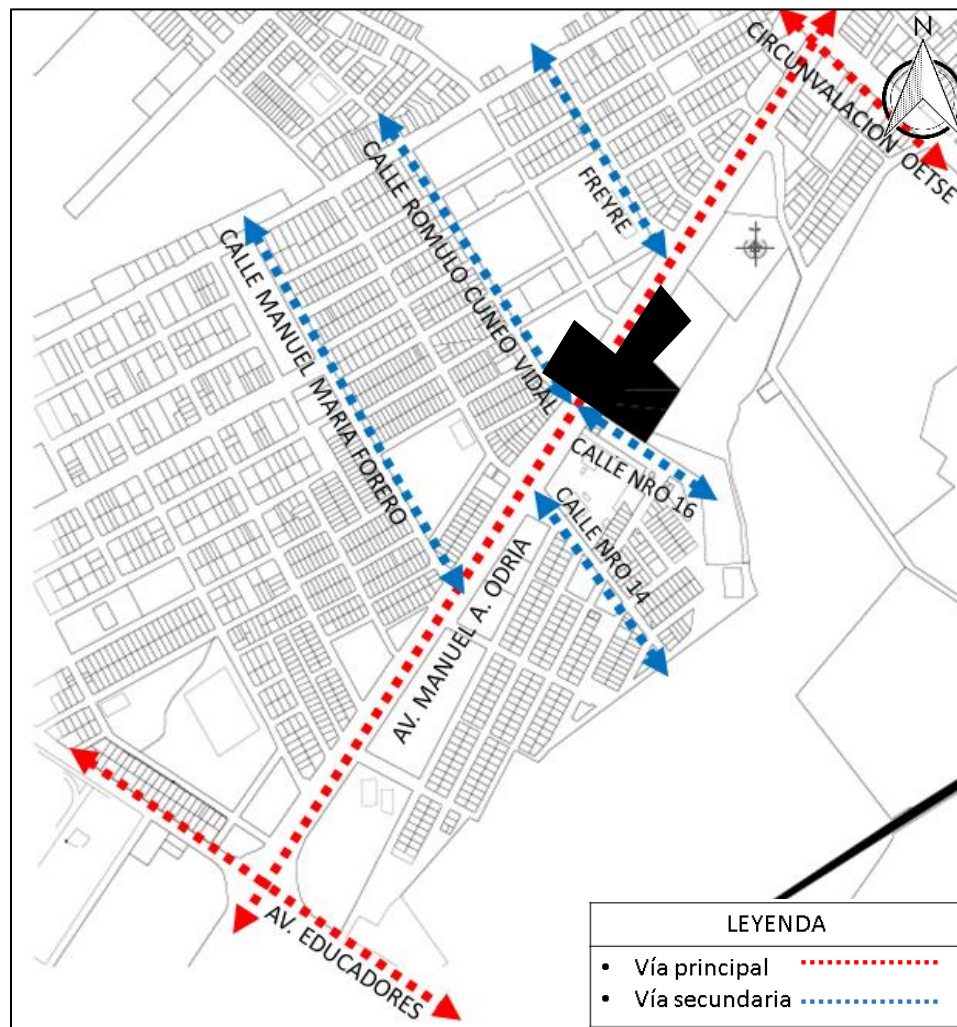 N
CIRCUNVALACION OETSE
FREYRE
CALLE ROMULO CUNEO VIDAL
CALLE MANUEL MARIA FORERO
CALLE NRO 16
CALLE NRO 14
AV. MANUEL A. ODRIA
AV. EDUCADORES
LEYENDA
• Vía principal
• Vía secundaria